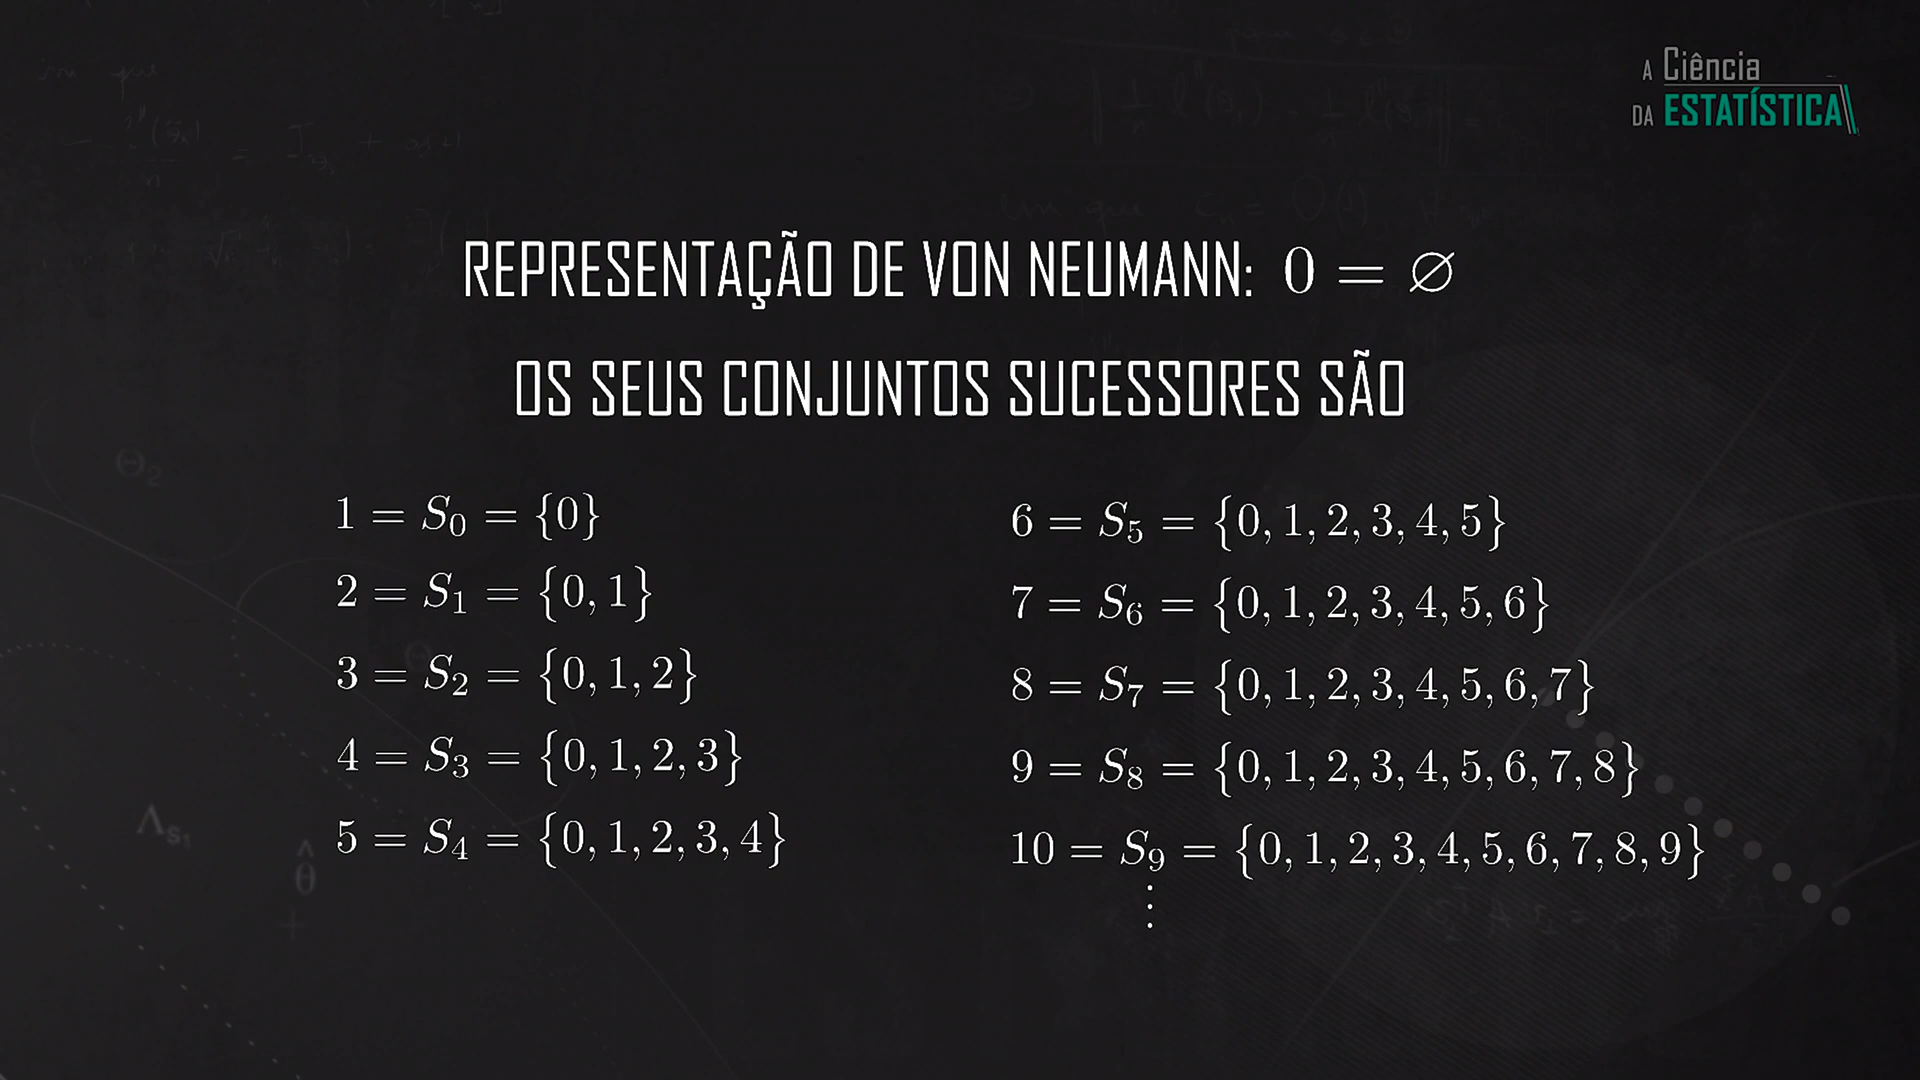 A Ciência
DA ESTATÍSTICA
REPRESENTAÇÃO DE VON NEUMANN: 0 = ∅
OS SEUS CONJUNTOS SUCESSORES SÃO
1 = S₀ = {0}
2 = S₁ = {0, 1}
3 = S₂ = {0, 1, 2}
4 = S₃ = {0, 1, 2, 3}
5 = S₄ = {0, 1, 2, 3, 4}
6 = S₅ = {0, 1, 2, 3, 4, 5}
7 = S₆ = {0, 1, 2, 3, 4, 5, 6}
8 = S₇ = {0, 1, 2, 3, 4, 5, 6, 7}
9 = S₈ = {0, 1, 2, 3, 4, 5, 6, 7, 8}
10 = S₉ = {0, 1, 2, 3, 4, 5, 6, 7, 8, 9}
⋮